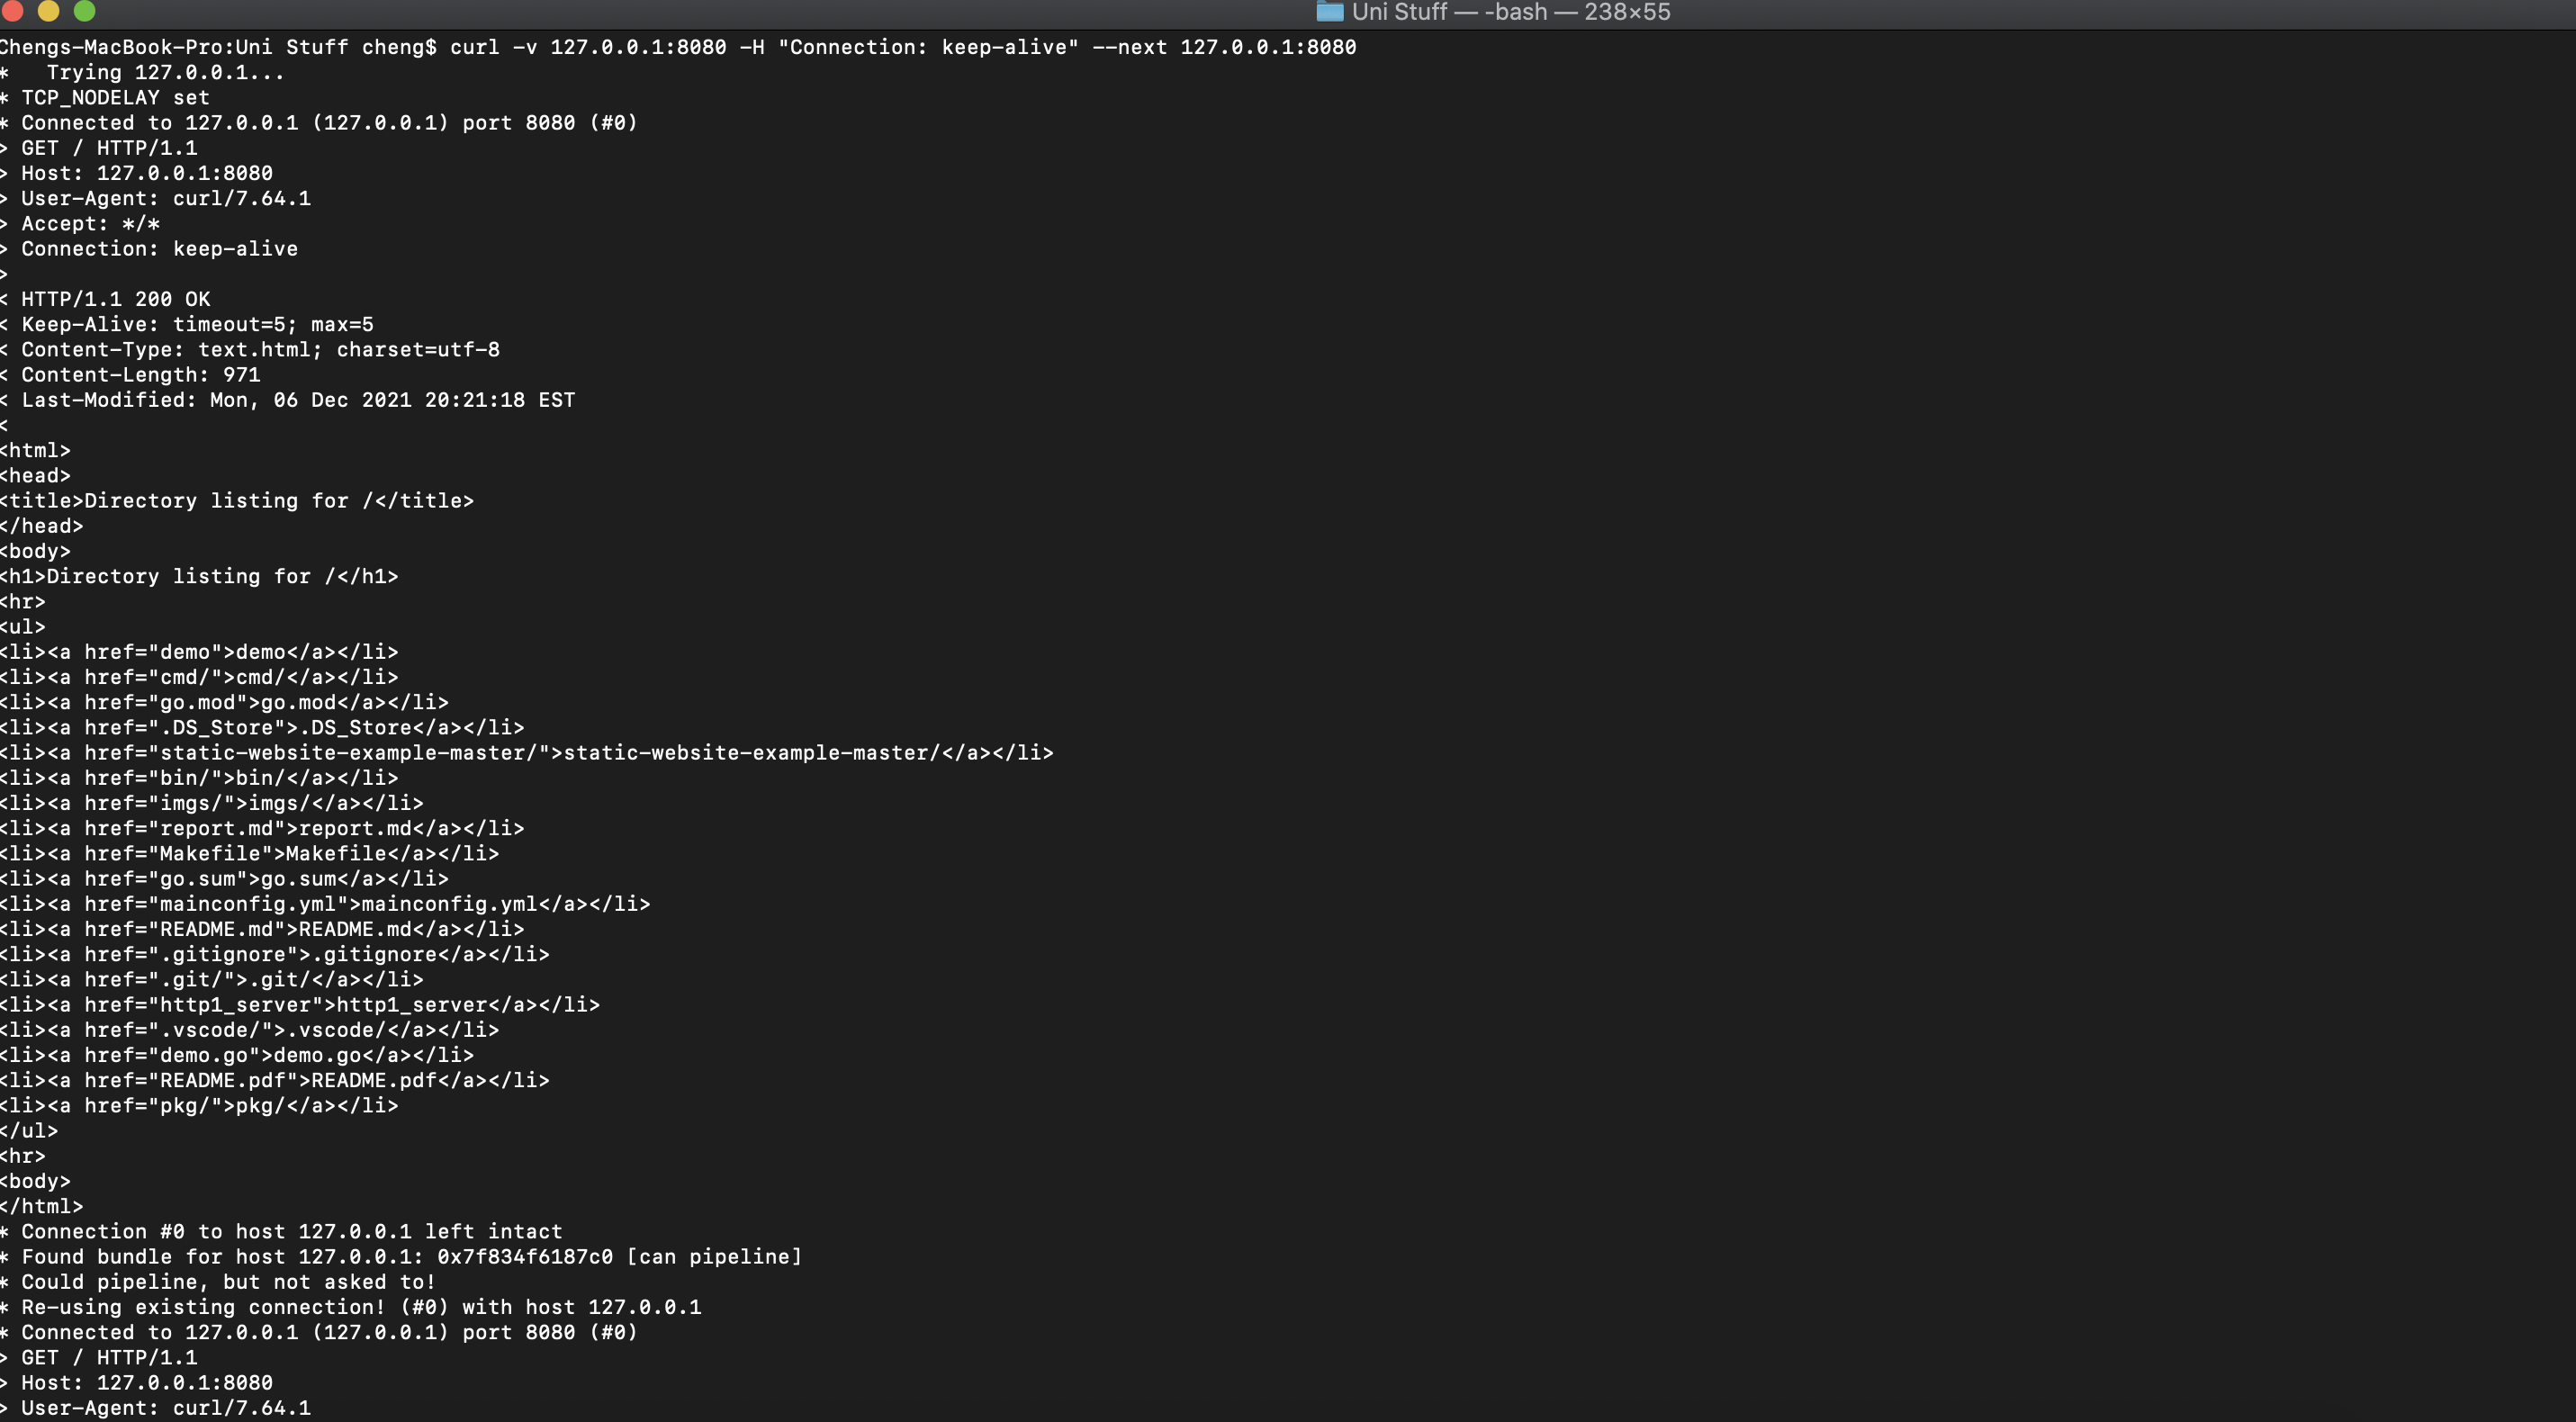 Uni Stuff — -bash — 238×55
Chengs-MacBook-Pro:Uni Stuff cheng$ curl -v 127.0.0.1:8080 -H "Connection: keep-alive" --next 127.0.0.1:8080
*   Trying 127.0.0.1...
* TCP_NODELAY set
* Connected to 127.0.0.1 (127.0.0.1) port 8080 (#0)
> GET / HTTP/1.1
> Host: 127.0.0.1:8080
> User-Agent: curl/7.64.1
> Accept: */*
> Connection: keep-alive
>
< HTTP/1.1 200 OK
< Keep-Alive: timeout=5; max=5
< Content-Type: text.html; charset=utf-8
< Content-Length: 971
< Last-Modified: Mon, 06 Dec 2021 20:21:18 EST
<
<html>
<head>
<title>Directory listing for /</title>
</head>
<body>
<h1>Directory listing for /</h1>
<hr>
<ul>
<li><a href="demo">demo</a></li>
<li><a href="cmd/">cmd/</a></li>
<li><a href="go.mod">go.mod</a></li>
<li><a href=".DS_Store">.DS_Store</a></li>
<li><a href="static-website-example-master/">static-website-example-master/</a></li>
<li><a href="bin/">bin/</a></li>
<li><a href="imgs/">imgs/</a></li>
<li><a href="report.md">report.md</a></li>
<li><a href="Makefile">Makefile</a></li>
<li><a href="go.sum">go.sum</a></li>
<li><a href="mainconfig.yml">mainconfig.yml</a></li>
<li><a href="README.md">README.md</a></li>
<li><a href=".gitignore">.gitignore</a></li>
<li><a href=".git/">.git/</a></li>
<li><a href="http1_server">http1_server</a></li>
<li><a href=".vscode/">.vscode/</a></li>
<li><a href="demo.go">demo.go</a></li>
<li><a href="README.pdf">README.pdf</a></li>
<li><a href="pkg/">pkg/</a></li>
</ul>
<hr>
<body>
</html>
* Connection #0 to host 127.0.0.1 left intact
* Found bundle for host 127.0.0.1: 0x7f834f6187c0 [can pipeline]
* Could pipeline, but not asked to!
* Re-using existing connection! (#0) with host 127.0.0.1
* Connected to 127.0.0.1 (127.0.0.1) port 8080 (#0)
> GET / HTTP/1.1
> Host: 127.0.0.1:8080
> User-Agent: curl/7.64.1